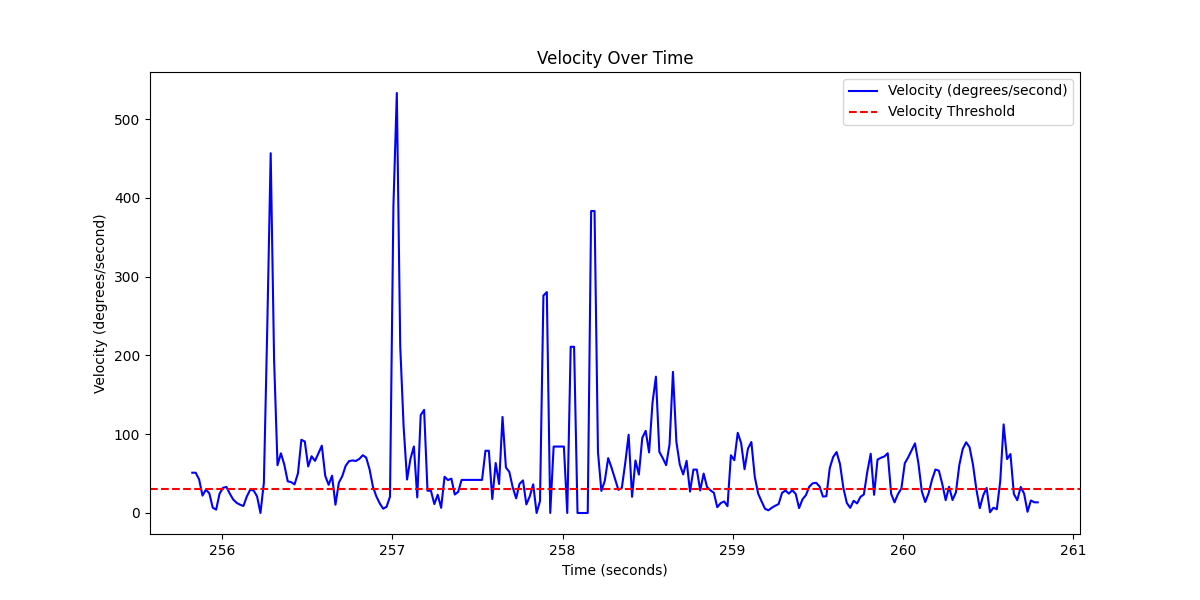 Velocity Over Time
Velocity (degrees/second)
Velocity Threshold
Velocity (degrees/second)
500
400
300
200
100
0
256 257 258 259 260 261
Time (seconds)